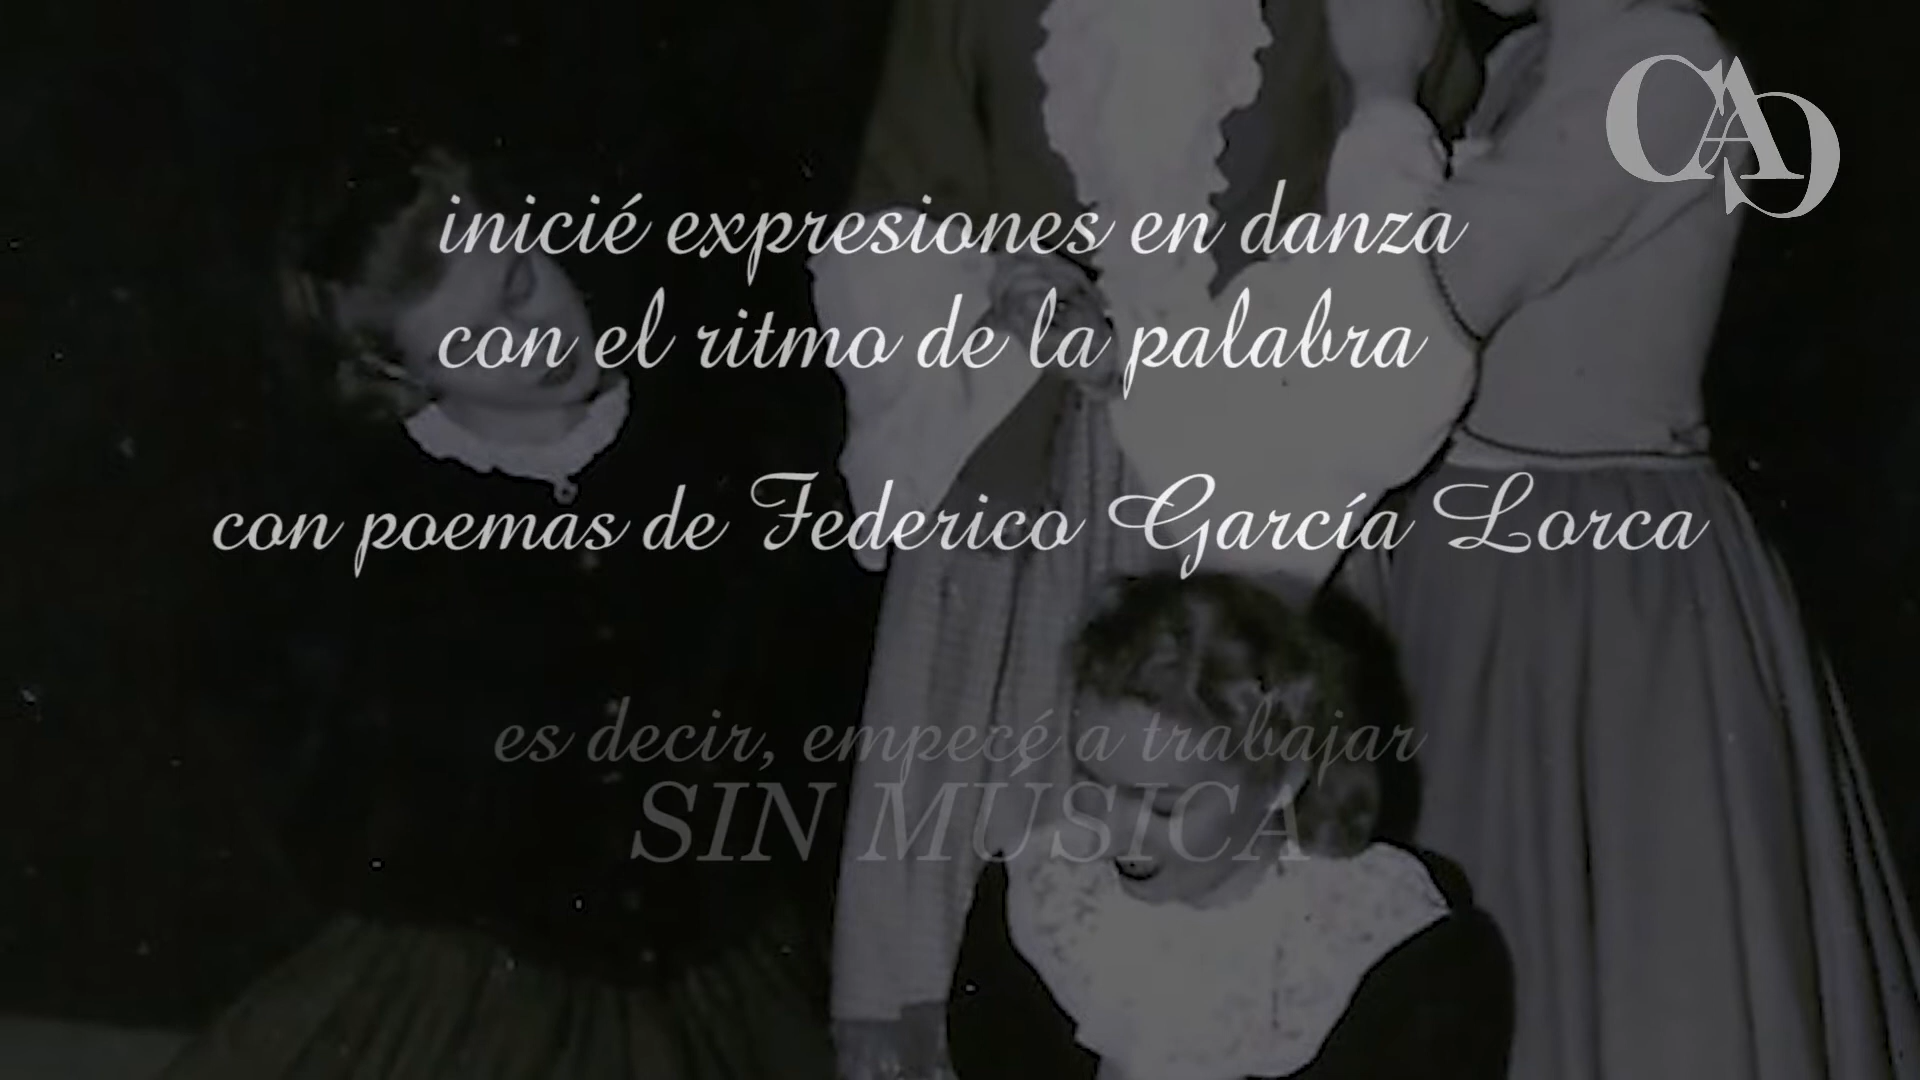 CAC
inicié expresiones en danza
con el ritmo de la palabra
con poemas de Federico García Lorca
es decir, empecé a trabajar
SIN MÚSICA